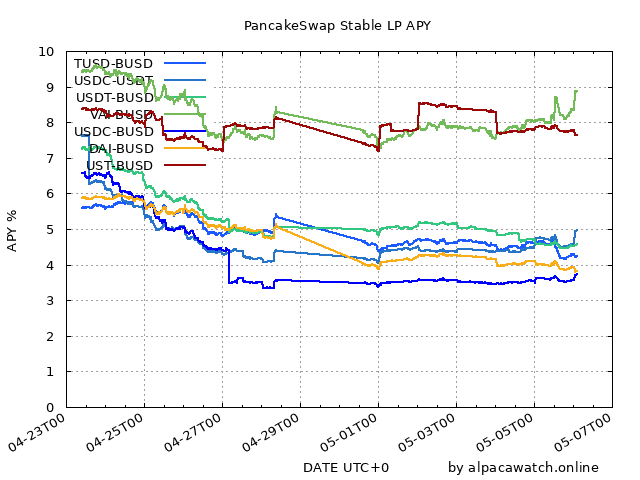 PancakeSwap Stable LP APY
APY %
10
9
8
7
6
5
4
3
2
1
0
TUSD-BUSD
USDC-USDT
USDT-BUSD
VAI-BUSD
USDC-BUSD
DAI-BUSD
UST-BUSD
04-23T00
04-25T00
04-27T00
04-29T00
05-01T00
05-03T00
05-05T00
05-07T00
DATE UTC+0
by alpacawatch.online